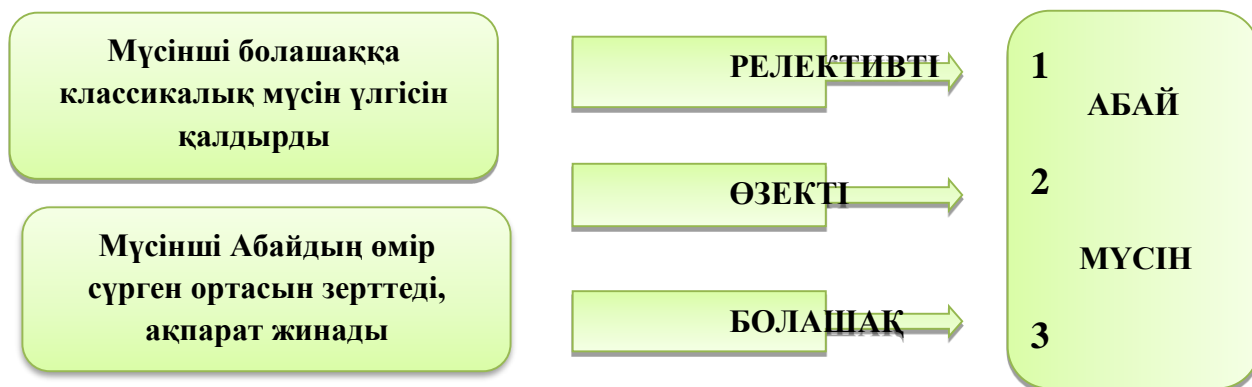 Мүсінші болашаққа
классикалық мүсін үлгісін
қалдырды
Мүсінші Абайдың өмір
сүрген ортасын зерттеді,
ақпарат жинады
РЕЛЕКТИВТІ
ӨЗЕКТІ
БОЛАШАҚ
1
АБАЙ
2
МҮСІН
3